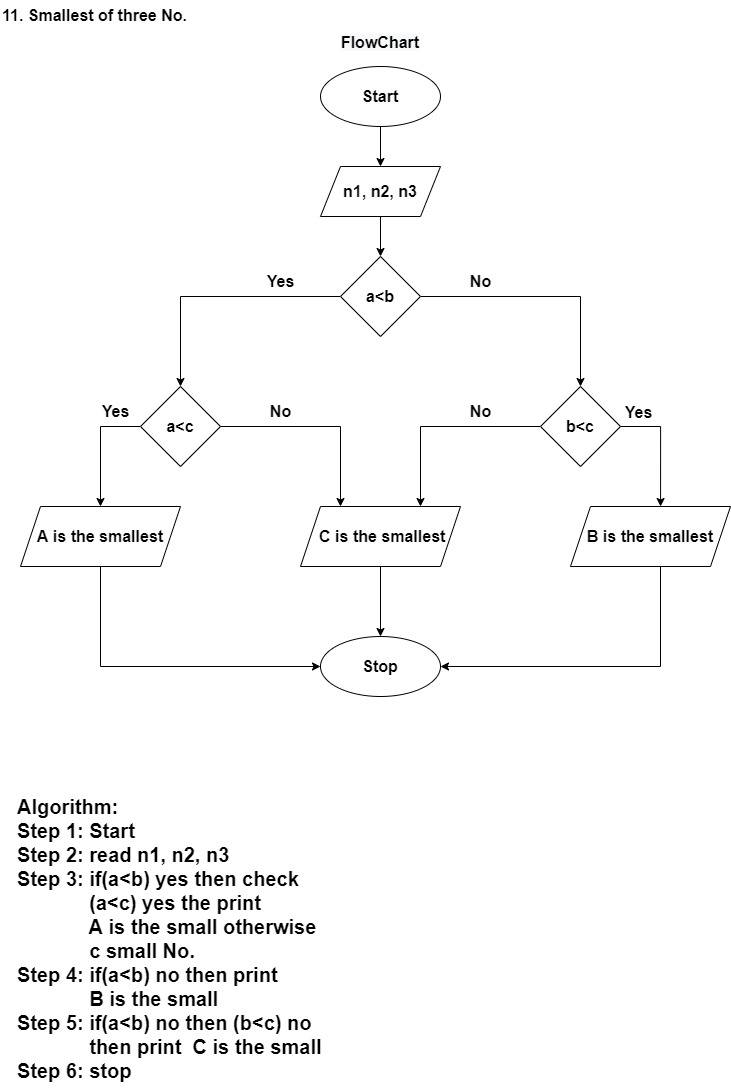 11. Smallest of three No.
FlowChart
Start
n1, n2, n3
a<b
Yes
No
a<c
Yes
No
b<c
No
Yes
A is the smallest
C is the smallest
B is the smallest
Stop
Algorithm:
Step 1: Start
Step 2: read n1, n2, n3
Step 3: if(a<b) yes then check
(a<c) yes the print
A is the small otherwise
c small No.
Step 4: if(a<b) no then print
B is the small
Step 5: if(a<b) no then (b<c) no
then print C is the small
Step 6: stop